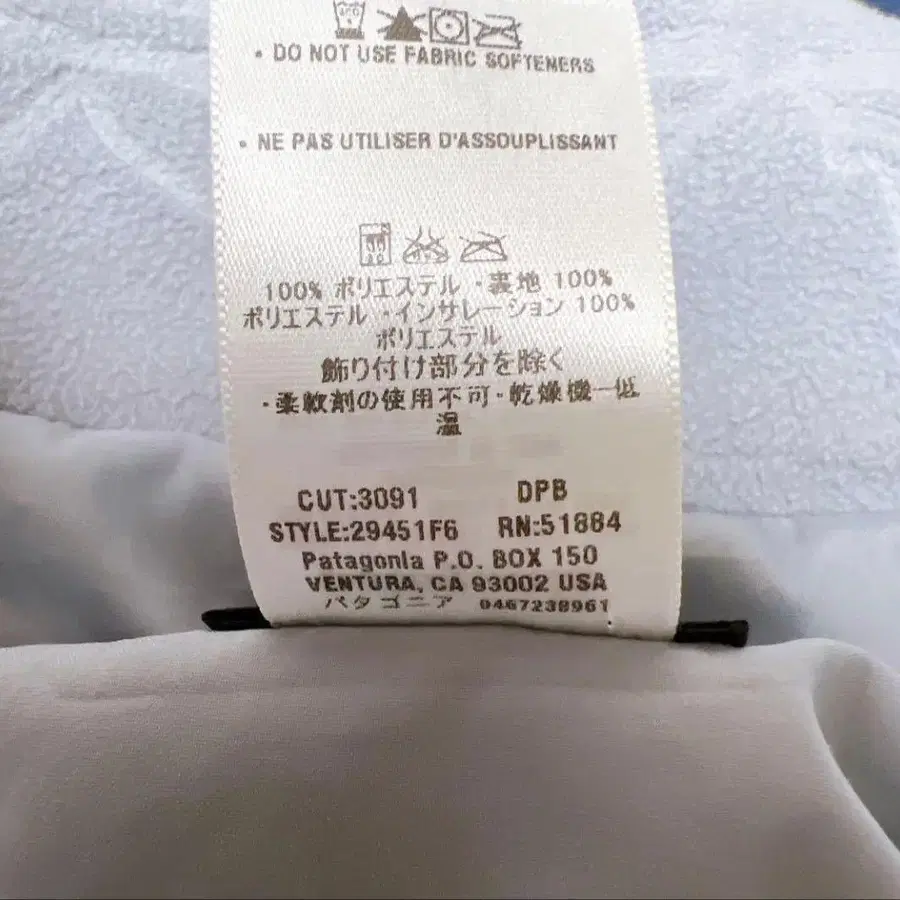 • DO NOT USE FABRIC SOFTENERS
• NE PAS UTILISER D'ASSOUPLISSANT
100% ポリエステル ・裏地 100%
ポリエステル ・インサレーション 100%
ポリエステル
飾り付け部分を除く
・柔軟剤の使用不可・乾燥機一低
温
CUT:3091 DPB
STYLE:29451F6 RN:51884
Patagonia P.O. BOX 150
VENTURA, CA 93002 USA
パタゴニア 0467238961